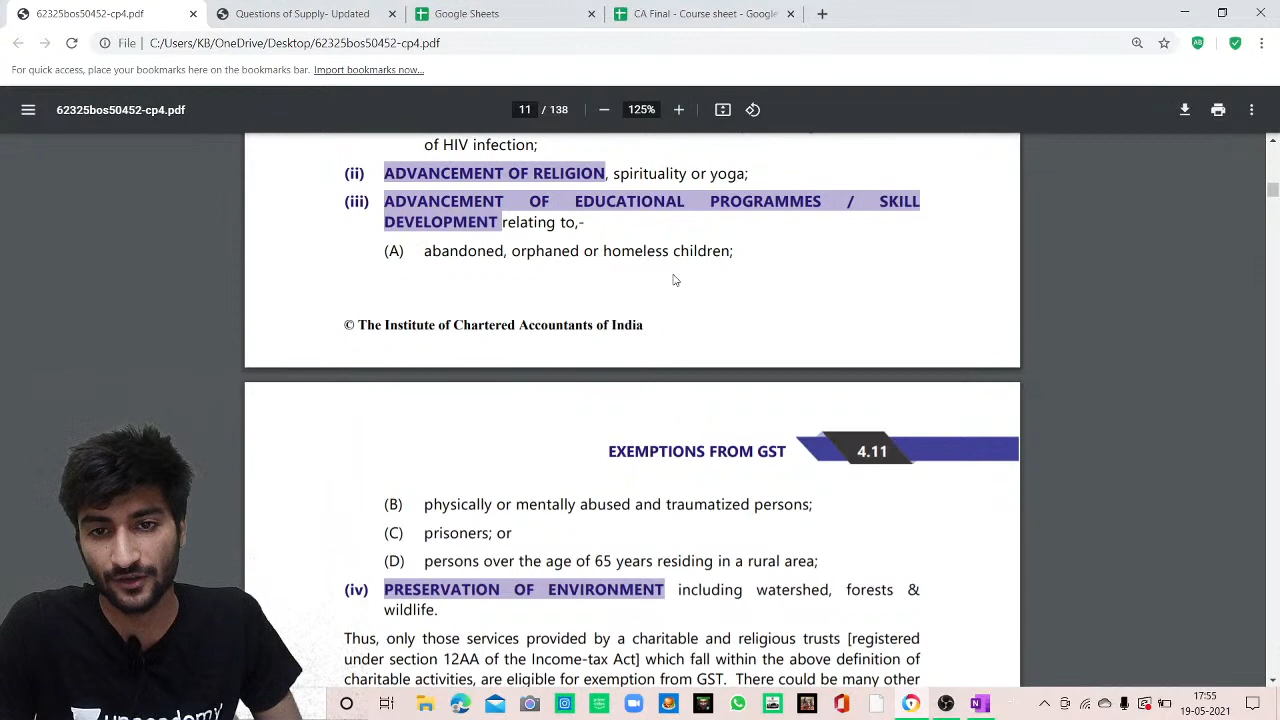 62325bos50452-cp4.pdf
Questions of Supply- Updated
Google Sheets
CA Final - Course sheet - Google
File
C:/Users/KB/OneDrive/Desktop/62325bos50452-cp4.pdf
For quick access, place your bookmarks here on the bookmarks bar. Import bookmarks now...
62325bos50452-cp4.pdf
11 / 138
125%
of HIV infection;
(ii) ADVANCEMENT OF RELIGION, spirituality or yoga;
(iii) ADVANCEMENT OF EDUCATIONAL PROGRAMMES / SKILL
DEVELOPMENT relating to,-
(A) abandoned, orphaned or homeless children;
© The Institute of Chartered Accountants of India
EXEMPTIONS FROM GST 4.11
(B) physically or mentally abused and traumatized persons;
(C) prisoners; or
(D) persons over the age of 65 years residing in a rural area;
(iv) PRESERVATION OF ENVIRONMENT including watershed, forests &
wildlife.
Thus, only those services provided by a charitable and religious trusts [registered
under section 12AA of the Income-tax Act] which fall within the above definition of
charitable activities, are eligible for exemption from GST. There could be many other
17:55
19-05-2021